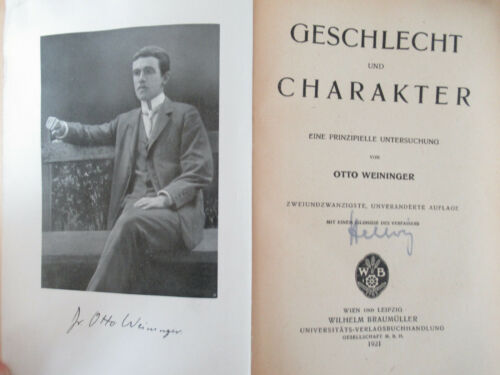 Dr Otto Weininger
GESCHLECHT
UND
CHARAKTER
EINE PRINZIPIELLE UNTERSUCHUNG
VON
OTTO WEININGER
ZWEIUNDZWANZIGSTE, UNVERÄNDERTE AUFLAGE
MIT EINEM BILDNISSE DES VERFASSERS
Hellwig
W B
WIEN UND LEIPZIG
WILHELM BRAUMÜLLER
UNIVERSITÄTS-VERLAGSBUCHHANDLUNG
GESELLSCHAFT M. B. H.
1921